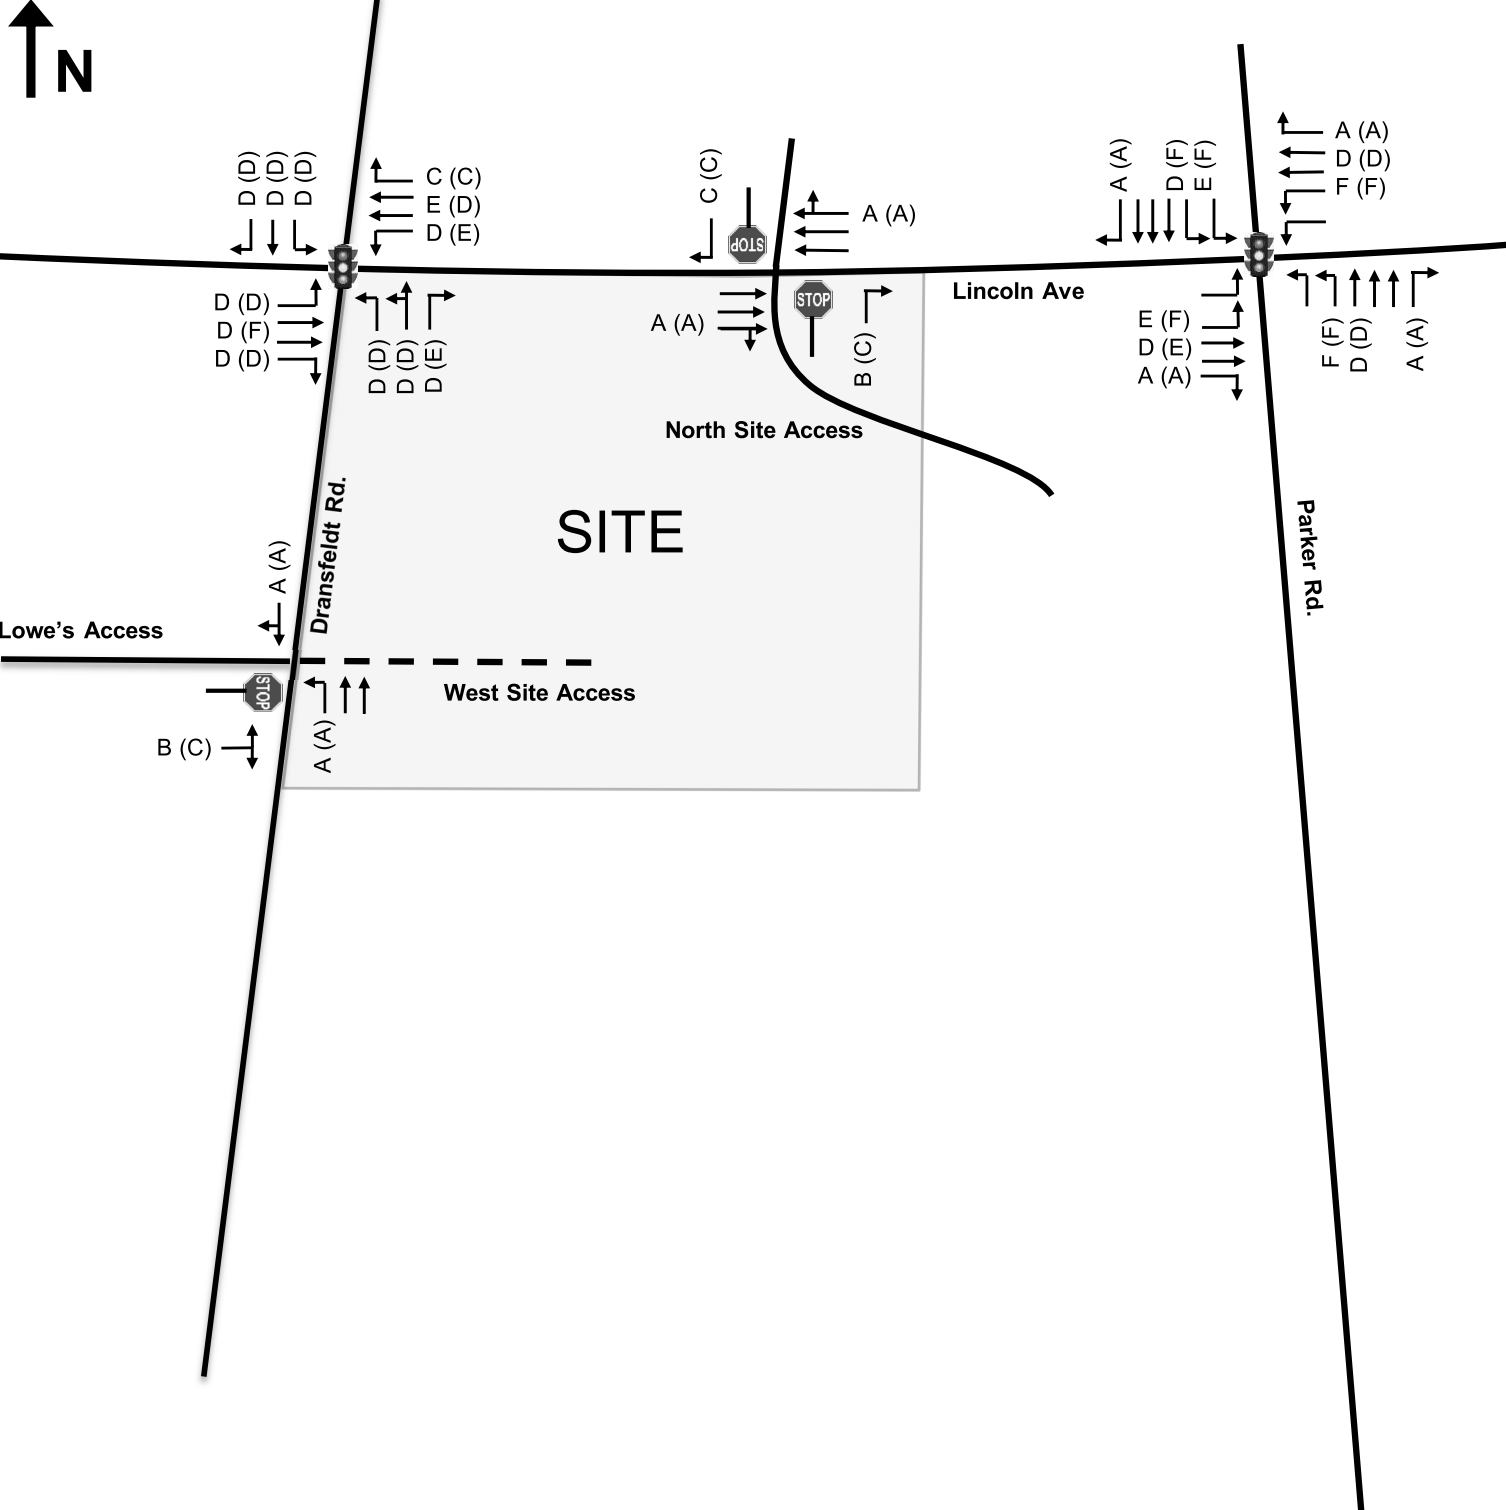 N
D (D)
D (D)
D (D)
C (C)
E (D)
D (E)
D (D)
D (F)
D (D)
D (D)
D (D)
D (E)
C (C)
STOP
A (A)
A (A)
STOP
B (C)
Lincoln Ave
North Site Access
A (A)
D (F)
E (F)
A (A)
D (D)
F (F)
E (F)
D (E)
A (A)
F (F)
D (D)
A (A)
SITE
Dransfeldt Rd.
Parker Rd.
A (A)
Lowe's Access
STOP
B (C)
A (A)
West Site Access